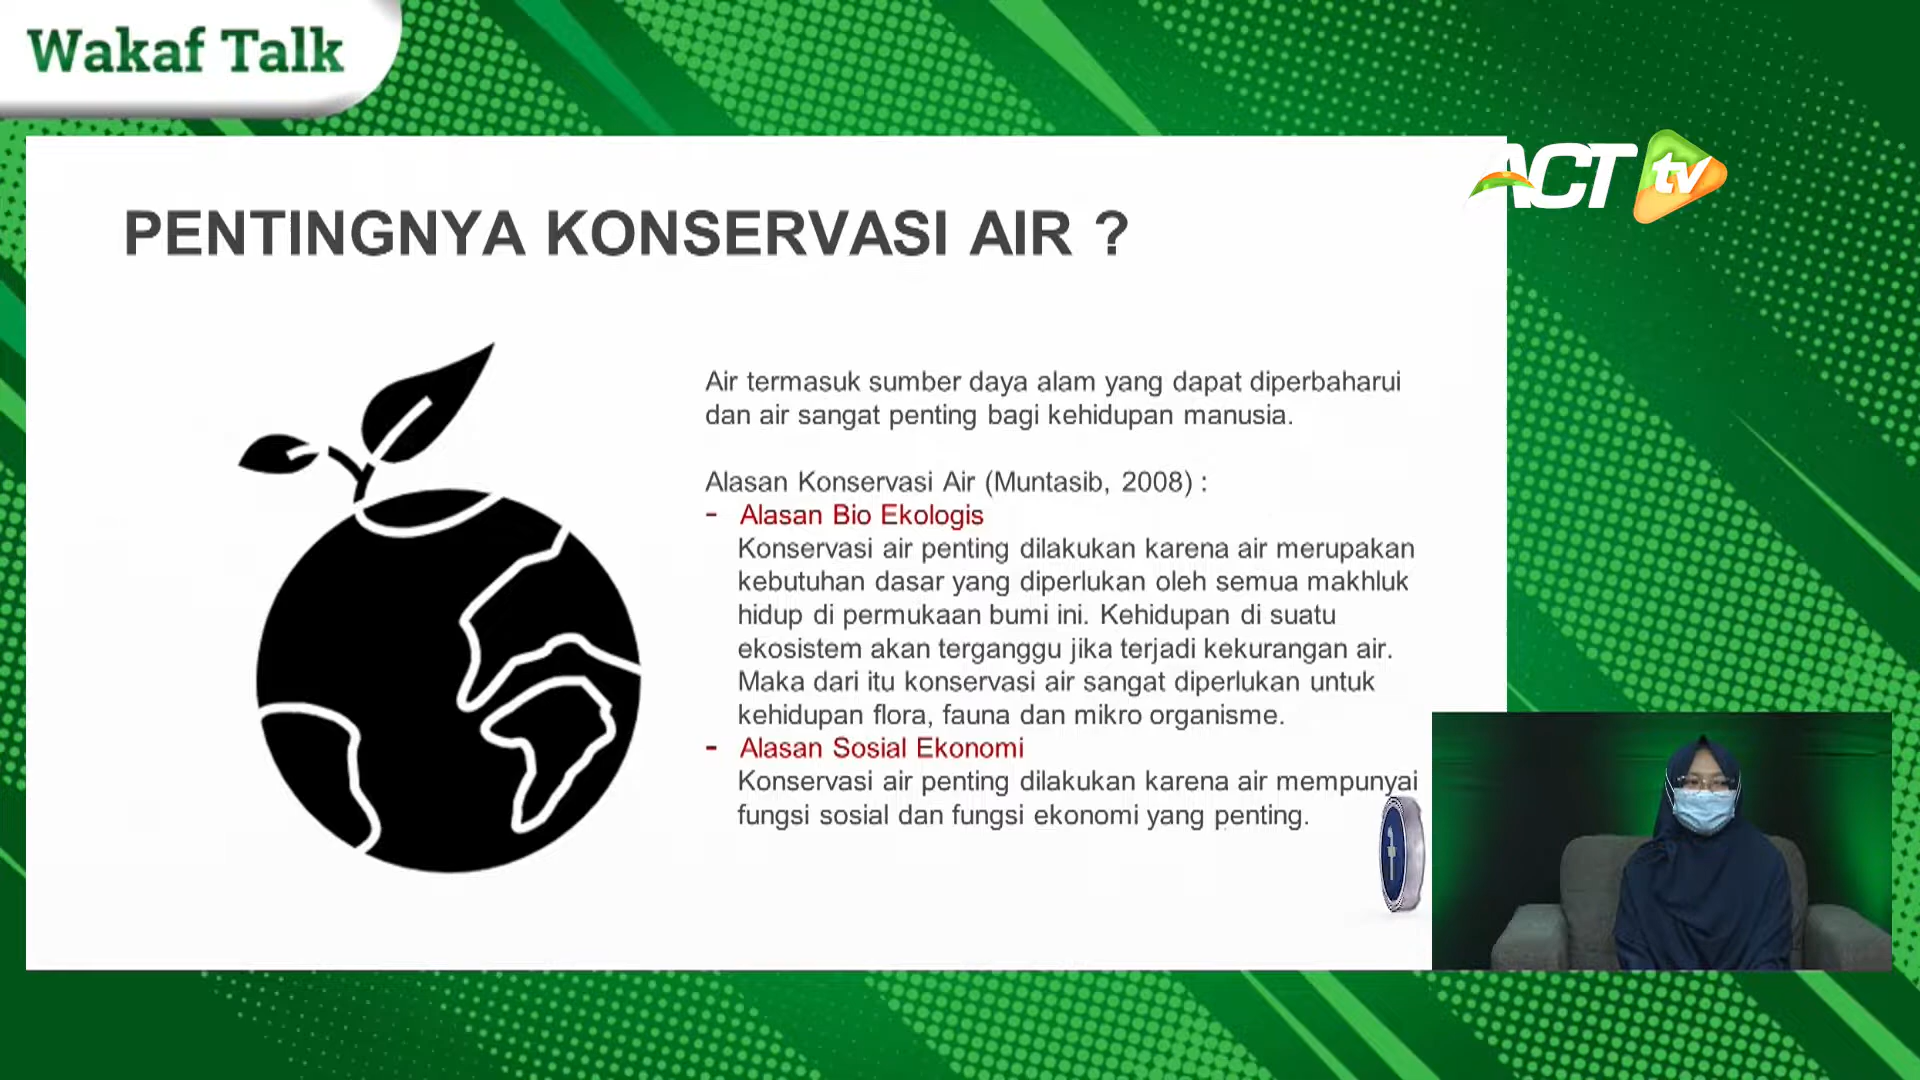 Wakaf Talk
ACT tv
PENTINGNYA KONSERVASI AIR ?
Air termasuk sumber daya alam yang dapat diperbaharui
dan air sangat penting bagi kehidupan manusia.
Alasan Konservasi Air (Muntasib, 2008) :
- Alasan Bio Ekologis
Konservasi air penting dilakukan karena air merupakan
kebutuhan dasar yang diperlukan oleh semua makhluk
hidup di permukaan bumi ini. Kehidupan di suatu
ekosistem akan terganggu jika terjadi kekurangan air.
Maka dari itu konservasi air sangat diperlukan untuk
kehidupan flora, fauna dan mikro organisme.
- Alasan Sosial Ekonomi
Konservasi air penting dilakukan karena air mempunyai
fungsi sosial dan fungsi ekonomi yang penting.
f